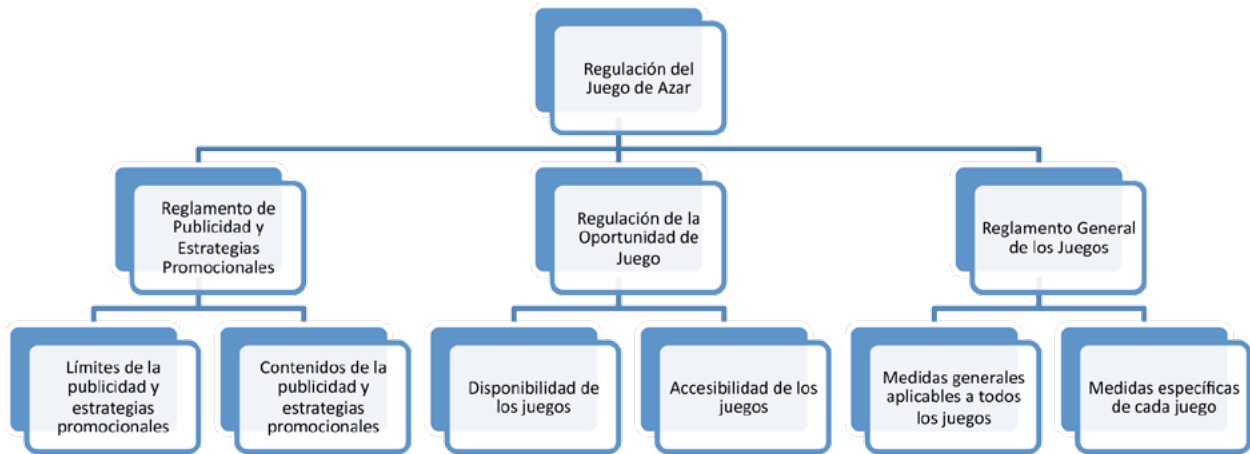 Regulación del
Juego de Azar
Reglamento de
Publicidad y
Estrategias
Promocionales
Regulación de la
Oportunidad de
Juego
Reglamento General
de los Juegos
Límites de la
publicidad y
estrategias
promocionales
Contenidos de la
publicidad y
estrategias
promocionales
Disponibilidad de
los juegos
Accesibilidad de los
juegos
Medidas generales
aplicables a todos
los juegos
Medidas específicas
de cada juego